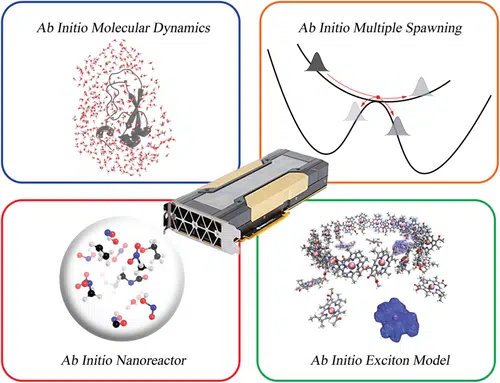 Ab Initio Molecular Dynamics
Ab Initio Multiple Spawning
Ab Initio Nanoreactor
Ab Initio Exciton Model